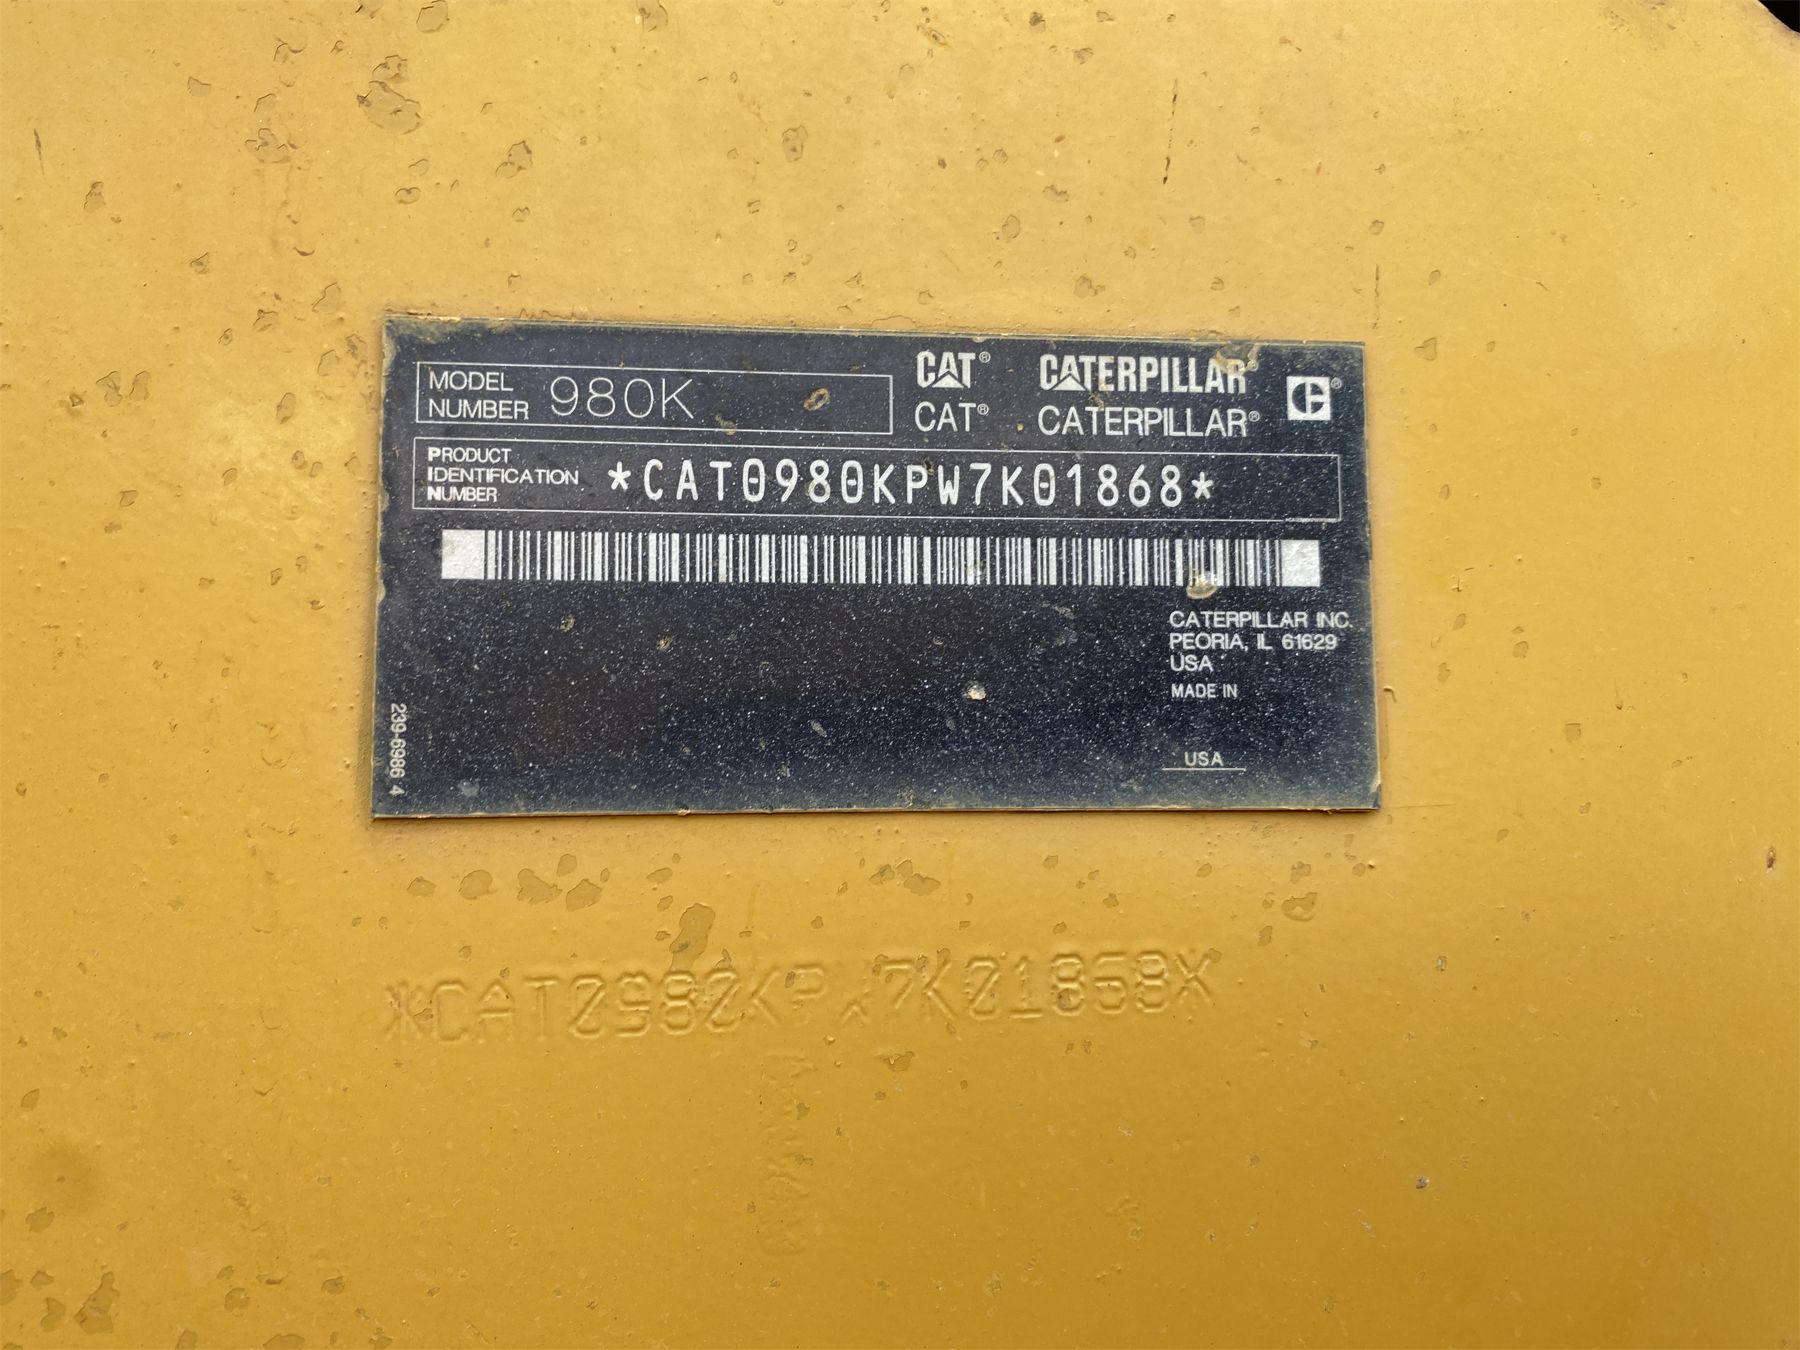 MODEL NUMBER 980K
CAT® CATERPILLAR®
CAT® CATERPILLAR®
PRODUCT
IDENTIFICATION
NUMBER
*CAT0980KPW7K01868*
CATERPILLAR INC.
PEORIA, IL 61629
USA
MADE IN
USA
239-6986 4
*CAT0980KPW7K01868*